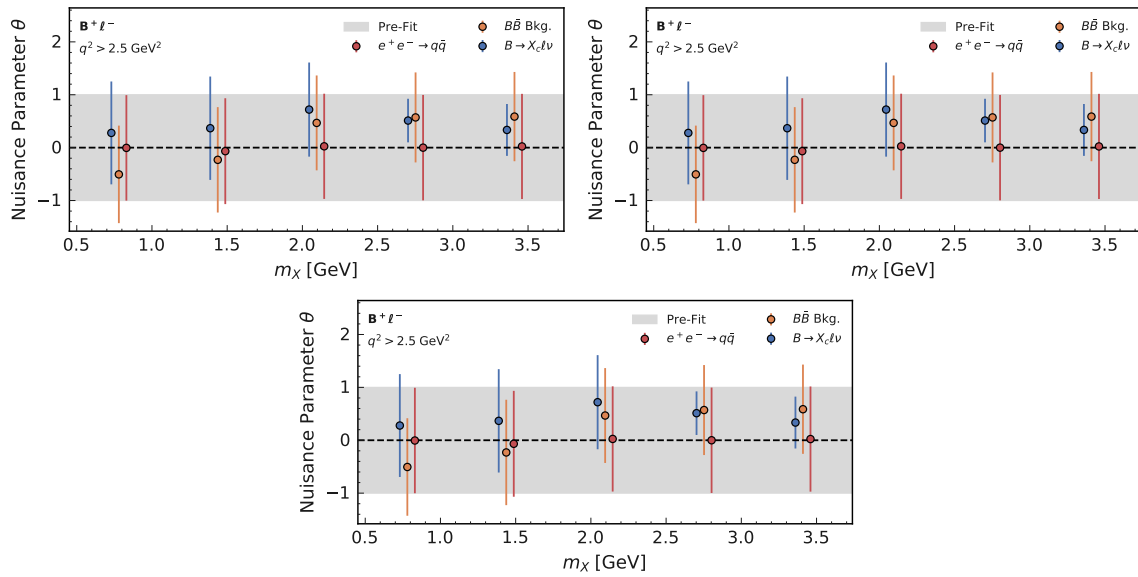 B⁺ℓ⁻
q² > 2.5 GeV²
Pre-Fit
e⁺e⁻ → qq̄
BB̄ Bkg.
B → X_cℓν
Nuisance Parameter θ
2
1
0
−1
0.5 1.0 1.5 2.0 2.5 3.0 3.5
m_X [GeV]
B⁺ℓ⁻
q² > 2.5 GeV²
Pre-Fit
e⁺e⁻ → qq̄
BB̄ Bkg.
B → X_cℓν
Nuisance Parameter θ
2
1
0
−1
0.5 1.0 1.5 2.0 2.5 3.0 3.5
m_X [GeV]
B⁺ℓ⁻
q² > 2.5 GeV²
Pre-Fit
e⁺e⁻ → qq̄
BB̄ Bkg.
B → X_cℓν
Nuisance Parameter θ
2
1
0
−1
0.5 1.0 1.5 2.0 2.5 3.0 3.5
m_X [GeV]